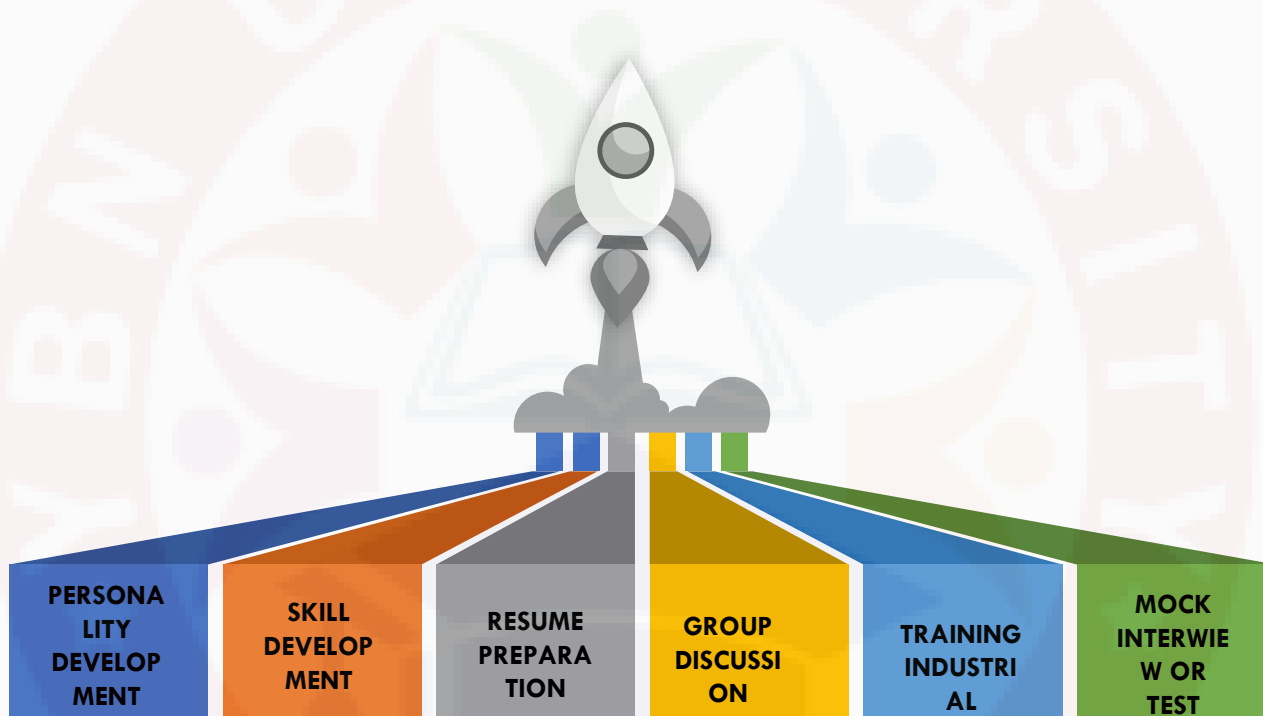 PERSONA
LITY
DEVELOP
MENT
SKILL
DEVELOP
MENT
RESUME
PREPARA
TION
GROUP
DISCUSSI
ON
TRAINING
INDUSTRI
AL
MOCK
INTERWIE
W OR
TEST